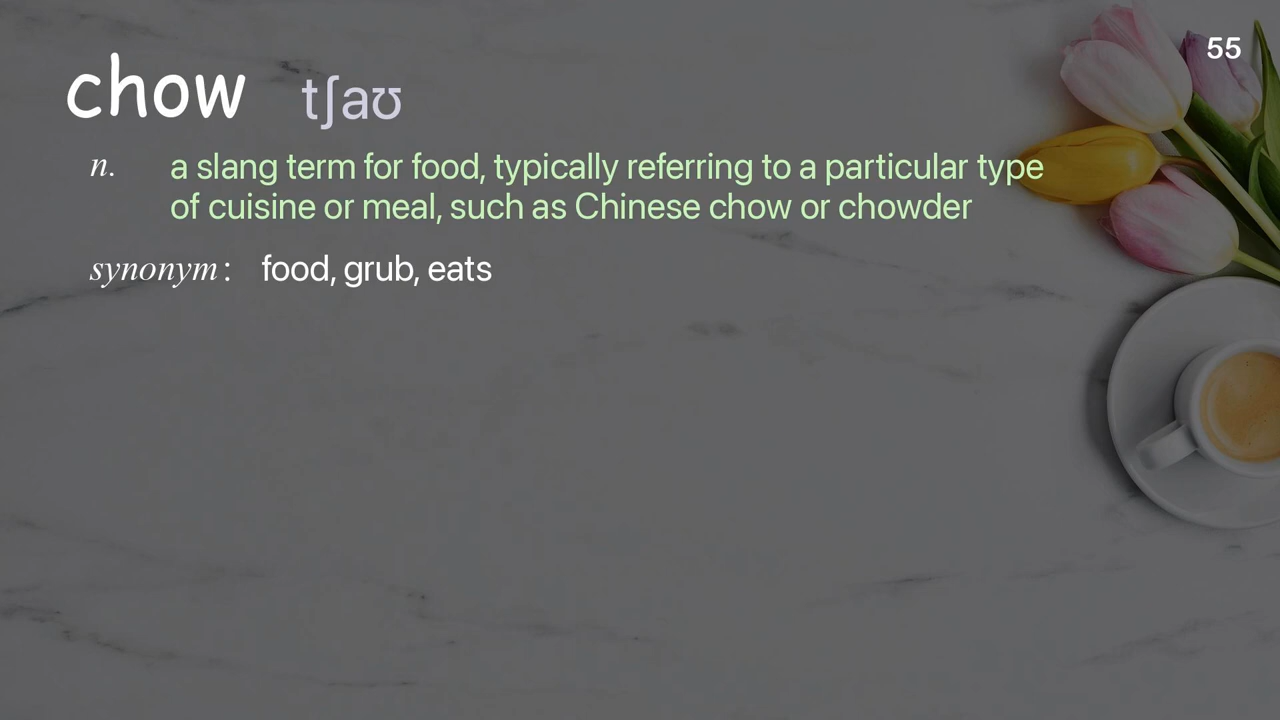 55
chow tʃaʊ
n. a slang term for food, typically referring to a particular type
of cuisine or meal, such as Chinese chow or chowder
synonym: food, grub, eats